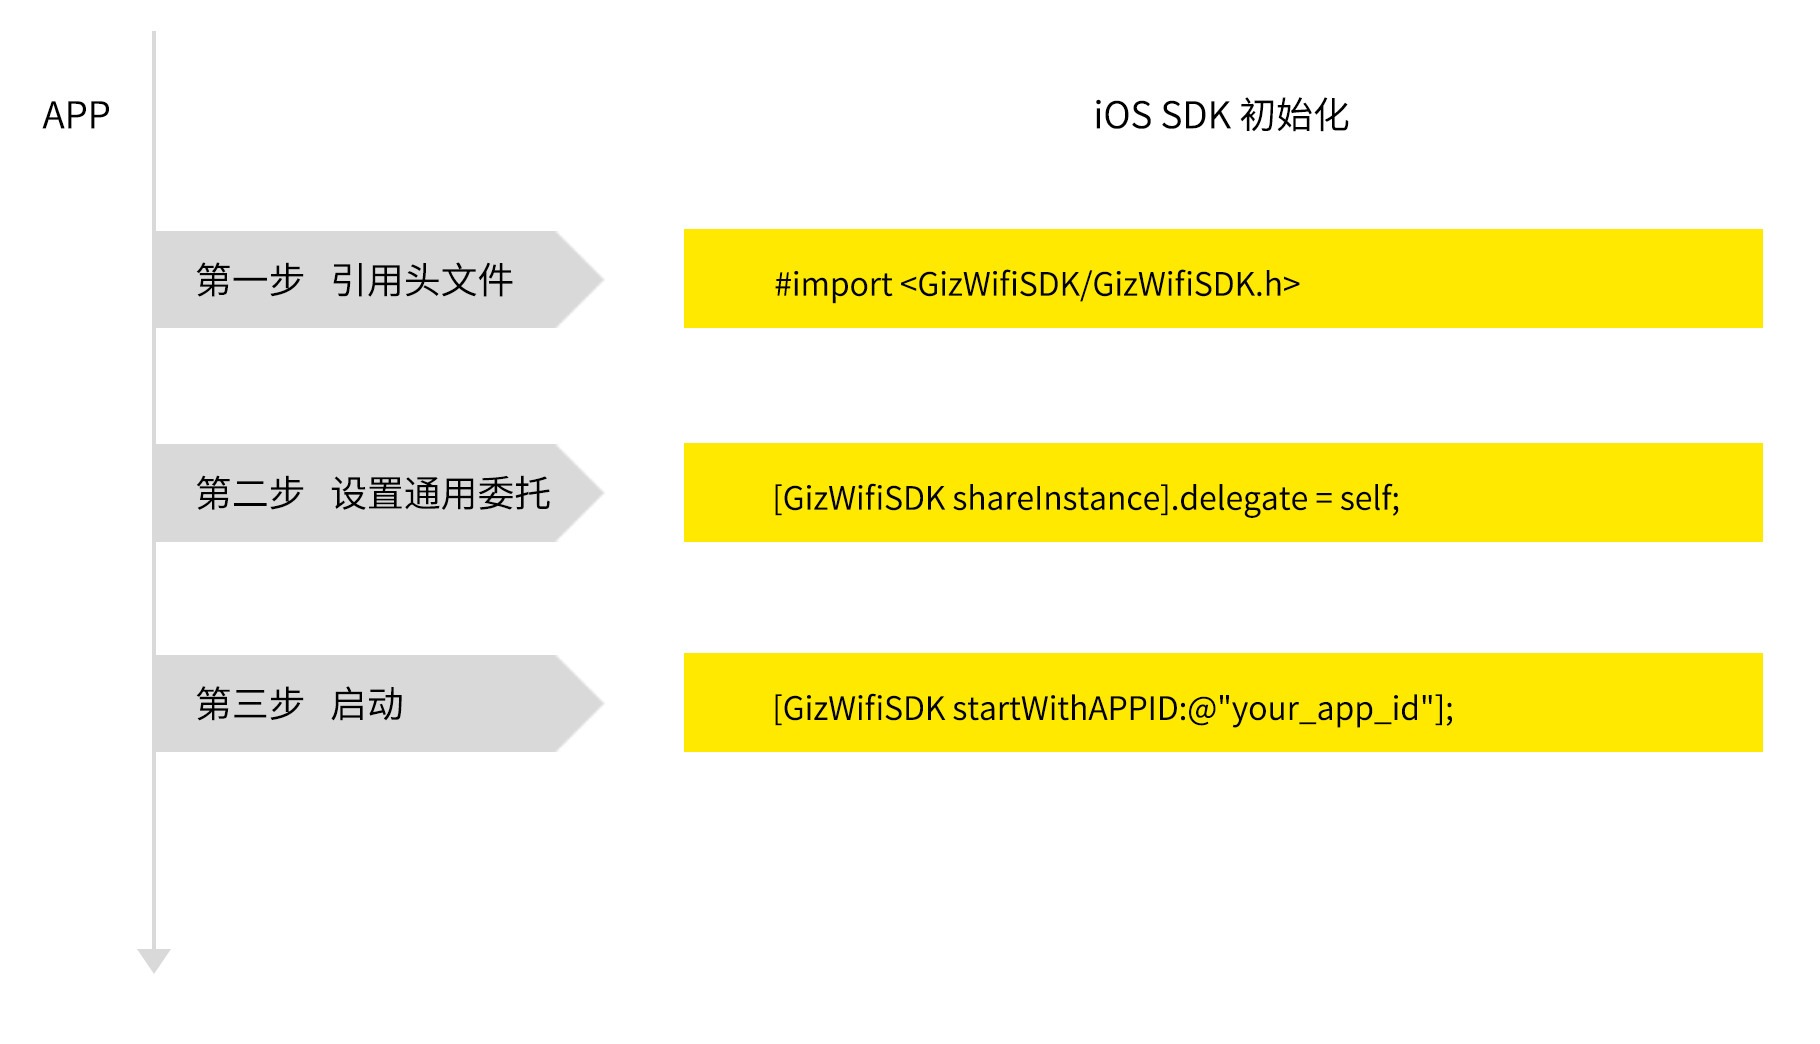 APP
iOS SDK 初始化
第一步 引用头文件
#import <GizWifiSDK/GizWifiSDK.h>
第二步 设置通用委托
[GizWifiSDK shareInstance].delegate = self;
第三步 启动
[GizWifiSDK startWithAPPID:@"your_app_id"];